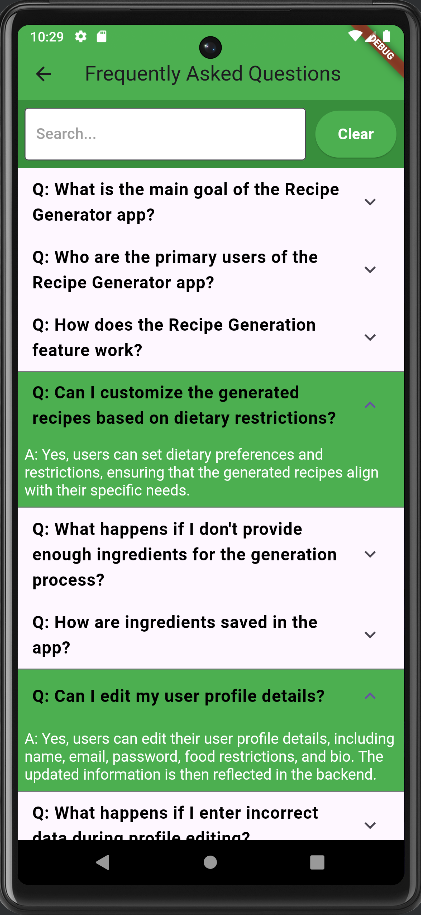 10:29
DEBUG
Frequently Asked Questions
Search...
Clear
Q: What is the main goal of the Recipe
Generator app?
Q: Who are the primary users of the
Recipe Generator app?
Q: How does the Recipe Generation
feature work?
Q: Can I customize the generated
recipes based on dietary restrictions?
A: Yes, users can set dietary preferences and
restrictions, ensuring that the generated recipes align
with their specific needs.
Q: What happens if I don't provide
enough ingredients for the generation
process?
Q: How are ingredients saved in the
app?
Q: Can I edit my user profile details?
A: Yes, users can edit their user profile details, including
name, email, password, food restrictions, and bio. The
updated information is then reflected in the backend.
Q: What happens if I enter incorrect
data during profile editing?